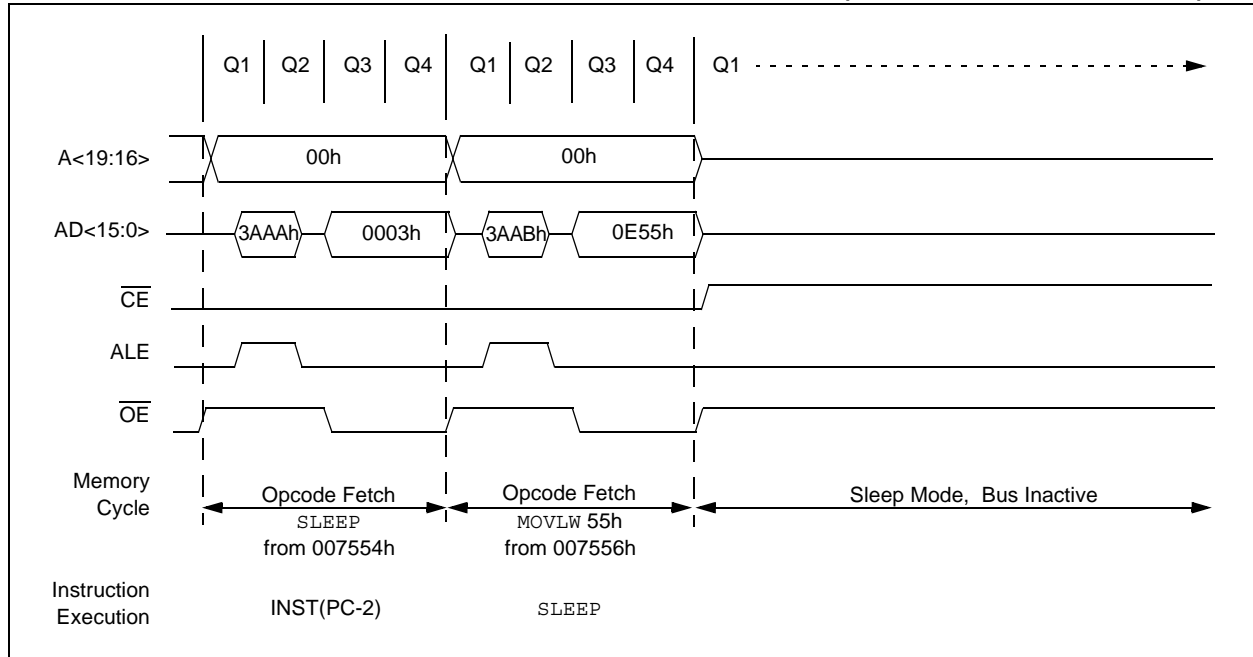 Q1 Q2 Q3 Q4 Q1 Q2 Q3 Q4 Q1
A<19:16> 00h 00h
AD<15:0> 3AAAh 0003h 3AABh 0E55h
CE
ALE
OE
Memory
Cycle
Opcode Fetch
SLEEP
from 007554h
Opcode Fetch
MOVLW 55h
from 007556h
Sleep Mode, Bus Inactive
Instruction
Execution
INST(PC-2)
SLEEP